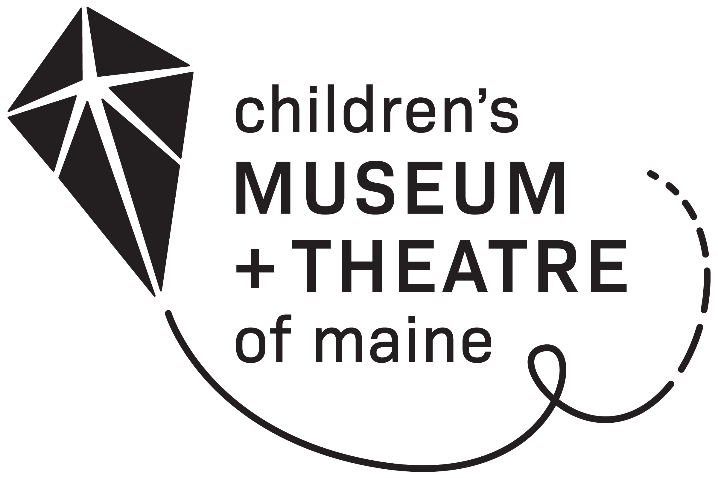 children's
MUSEUM
+ THEATRE
of maine